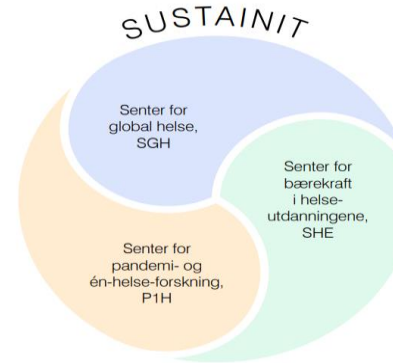 SUSTAINIT
Senter for
global helse,
SGH
Senter for
bærekraft
i helse-
utdanningene,
SHE
Senter for
pandemi- og
én-helse-forskning,
P1H